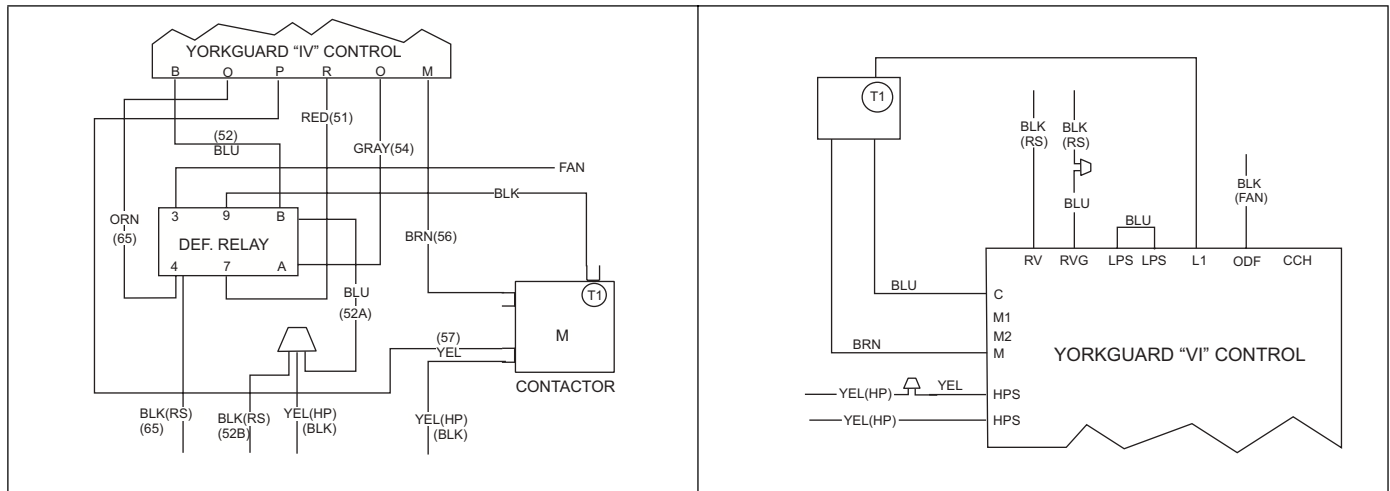 YORKGUARD “IV” CONTROL
B O P R O M
RED(51)
(52)
BLU
GRAY(54)
FAN
BLK
ORN
(65)
3 9 B
DEF. RELAY
4 7 A
BRN(56)
BLU
(52A)
T1
M
(57)
YEL
CONTACTOR
BLK(RS)
(65)
BLK(RS)
(52B)
YEL(HP)
(BLK)
YEL(HP)
(BLK)
T1
BLK
(RS)
BLK
(RS)
BLU
BLU
BLK
(FAN)
RV RVG LPS LPS L1 ODF CCH
BLU
C
M1
M2
BRN
M
YORKGUARD “VI” CONTROL
YEL(HP)
YEL
HPS
YEL(HP)
HPS